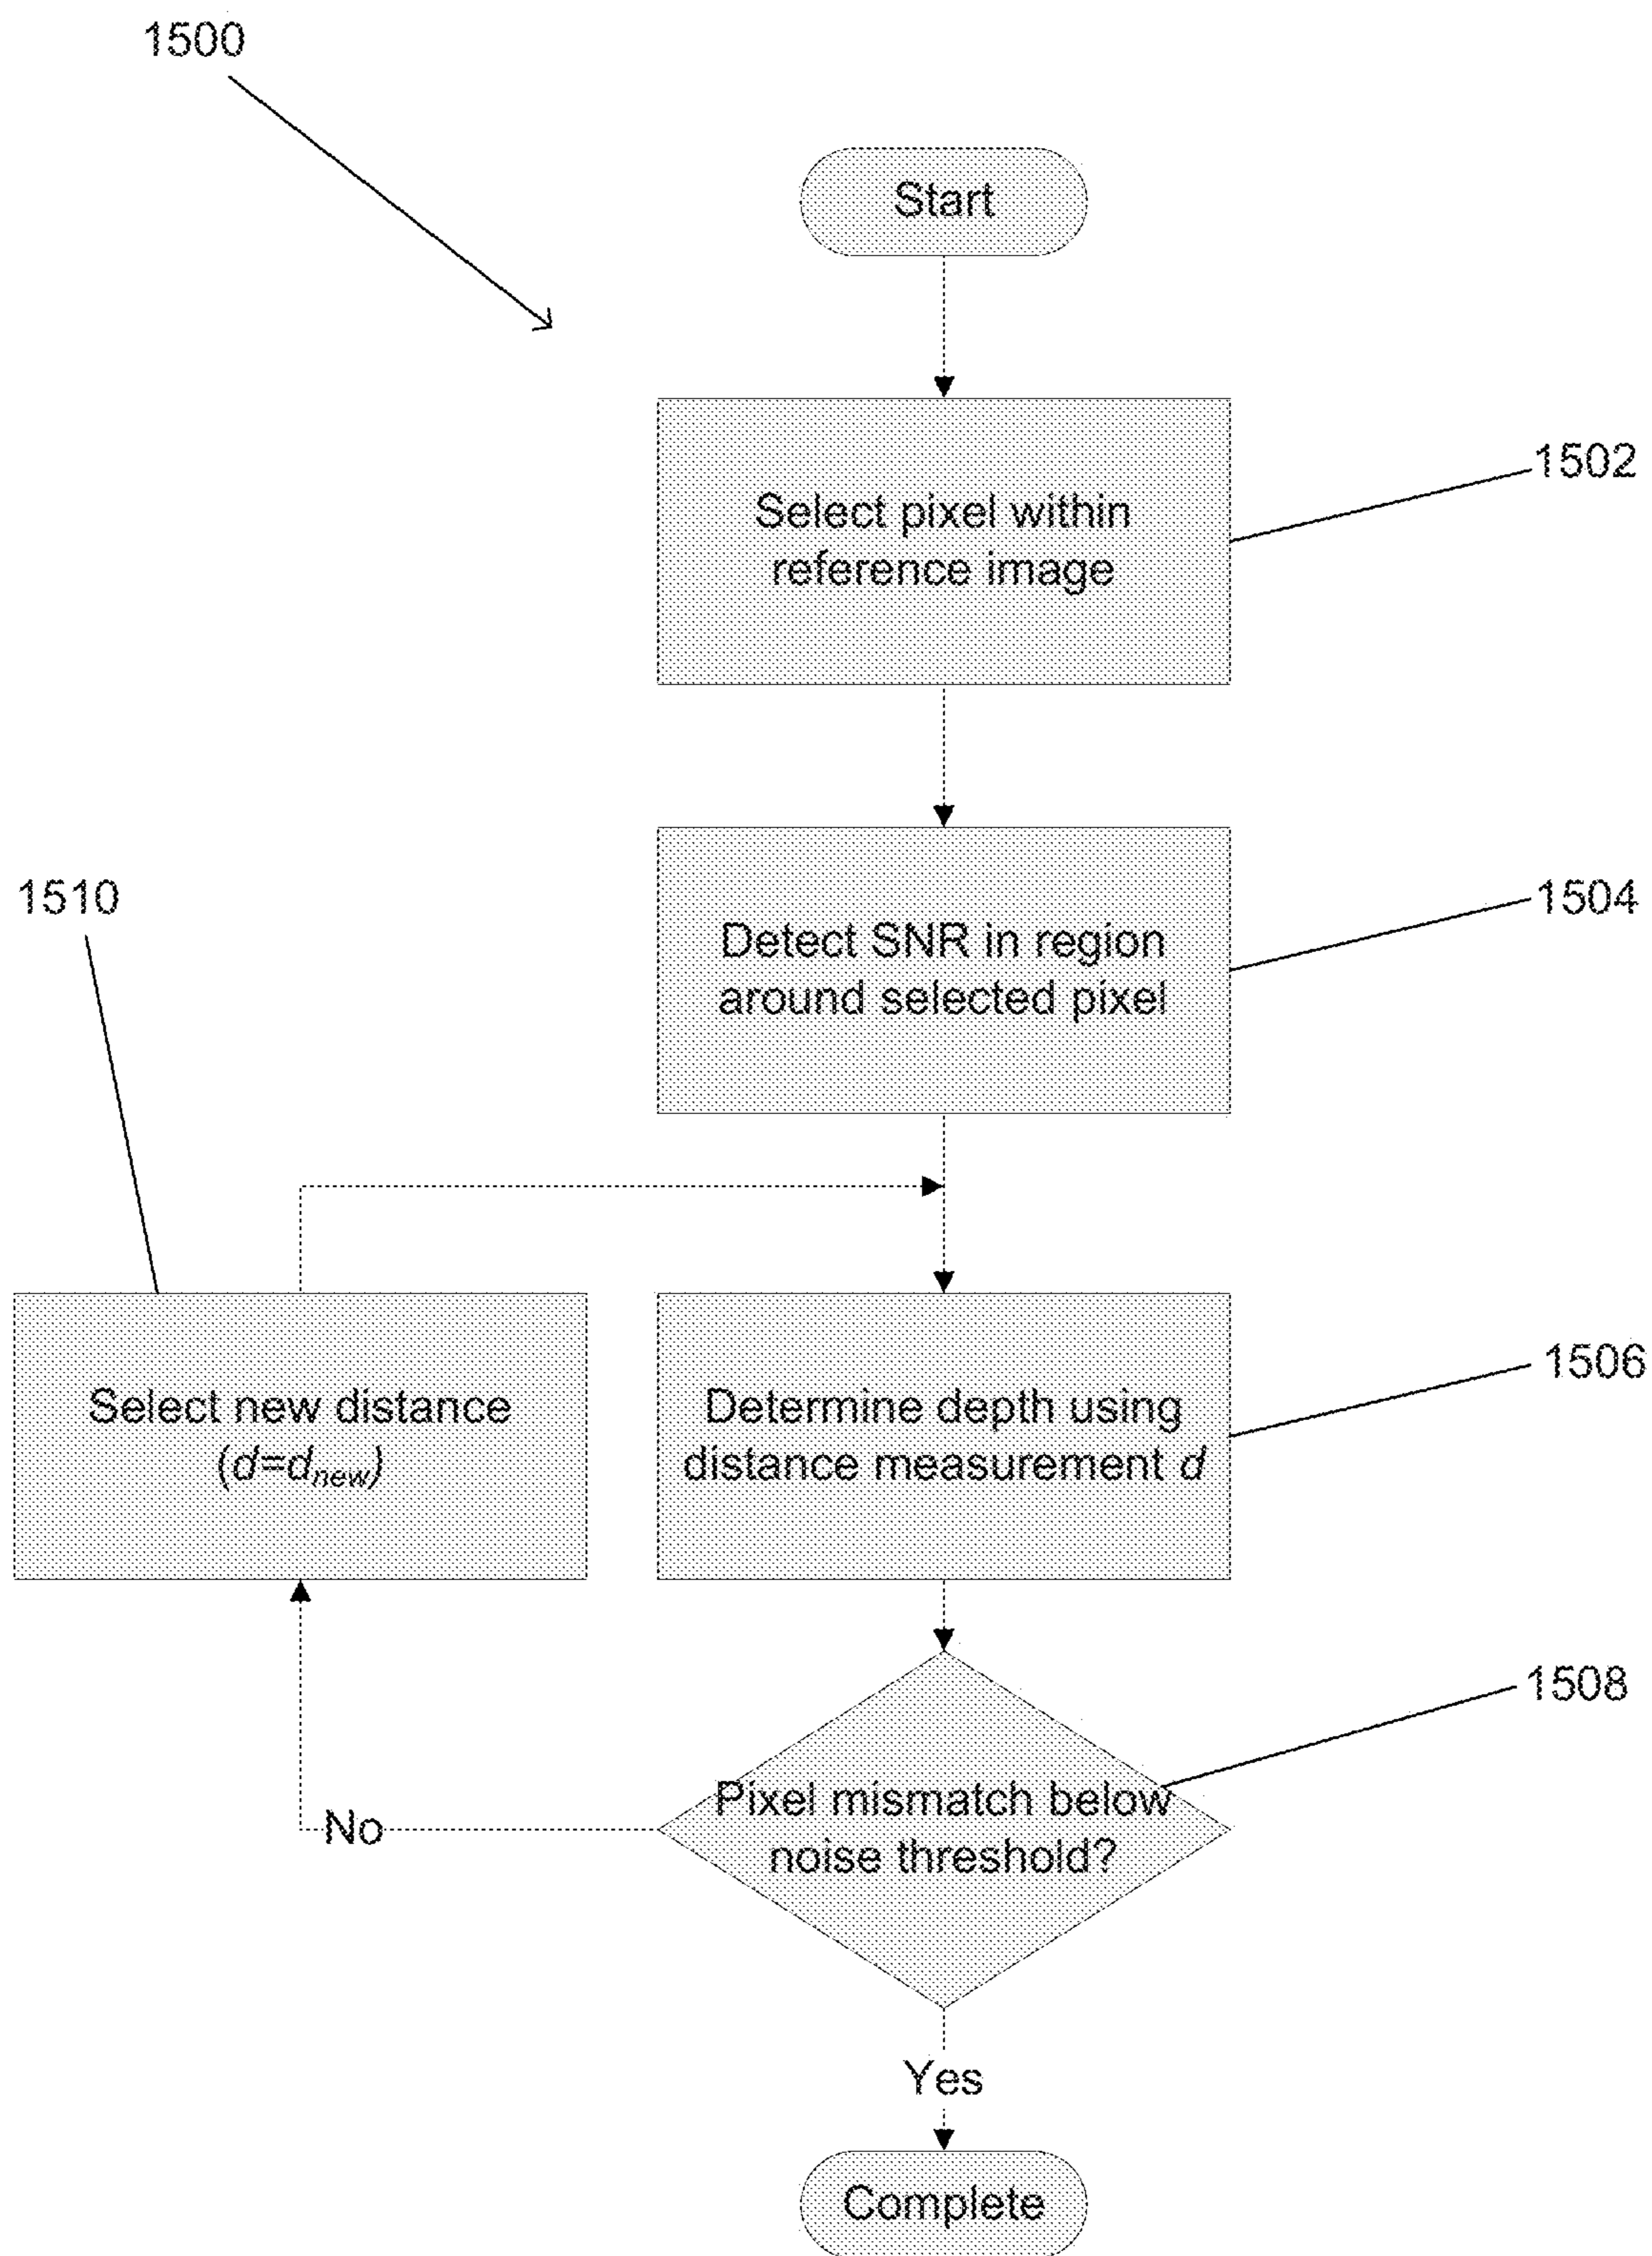 1500
Start
Select pixel within
reference image
1502
Detect SNR in region
around selected pixel
1504
1510
Select new distance
(d=dnew)
Determine depth using
distance measurement d
1506
Pixel mismatch below
noise threshold?
1508
No
Yes
Complete